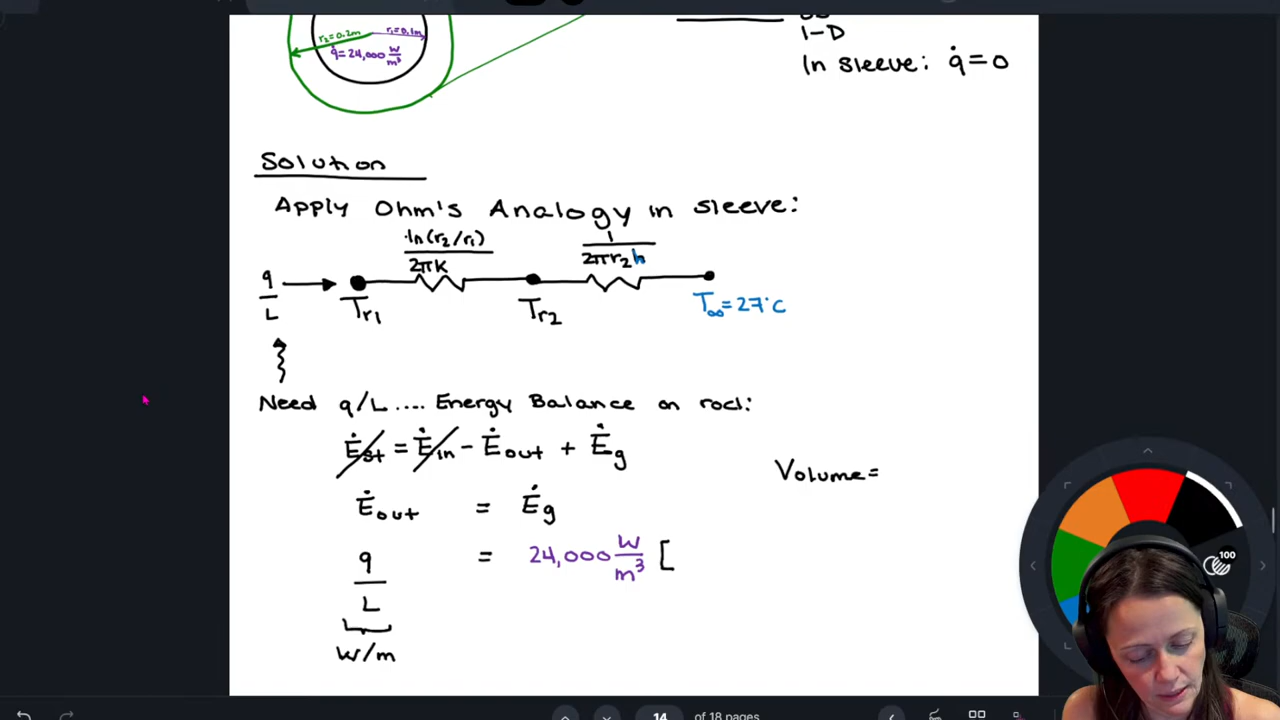 r₂=0.2m r₁=0.1m
q̇=24,000 W/m³
1-D
In sleeve: q̇=0
Solution
Apply Ohm's Analogy in sleeve:
ln(r₂/r₁)/2πK 1/2πr₂h
q/L Tr₁ Tr₂ T∞=27°C
Need q/L .... Energy Balance on rod:
Ėst = Ėin - Ėout + Ėg
Volume=
Ėout = Ėg
q/L = 24,000 W/m³ [
W/m
100
14 of 18 pages